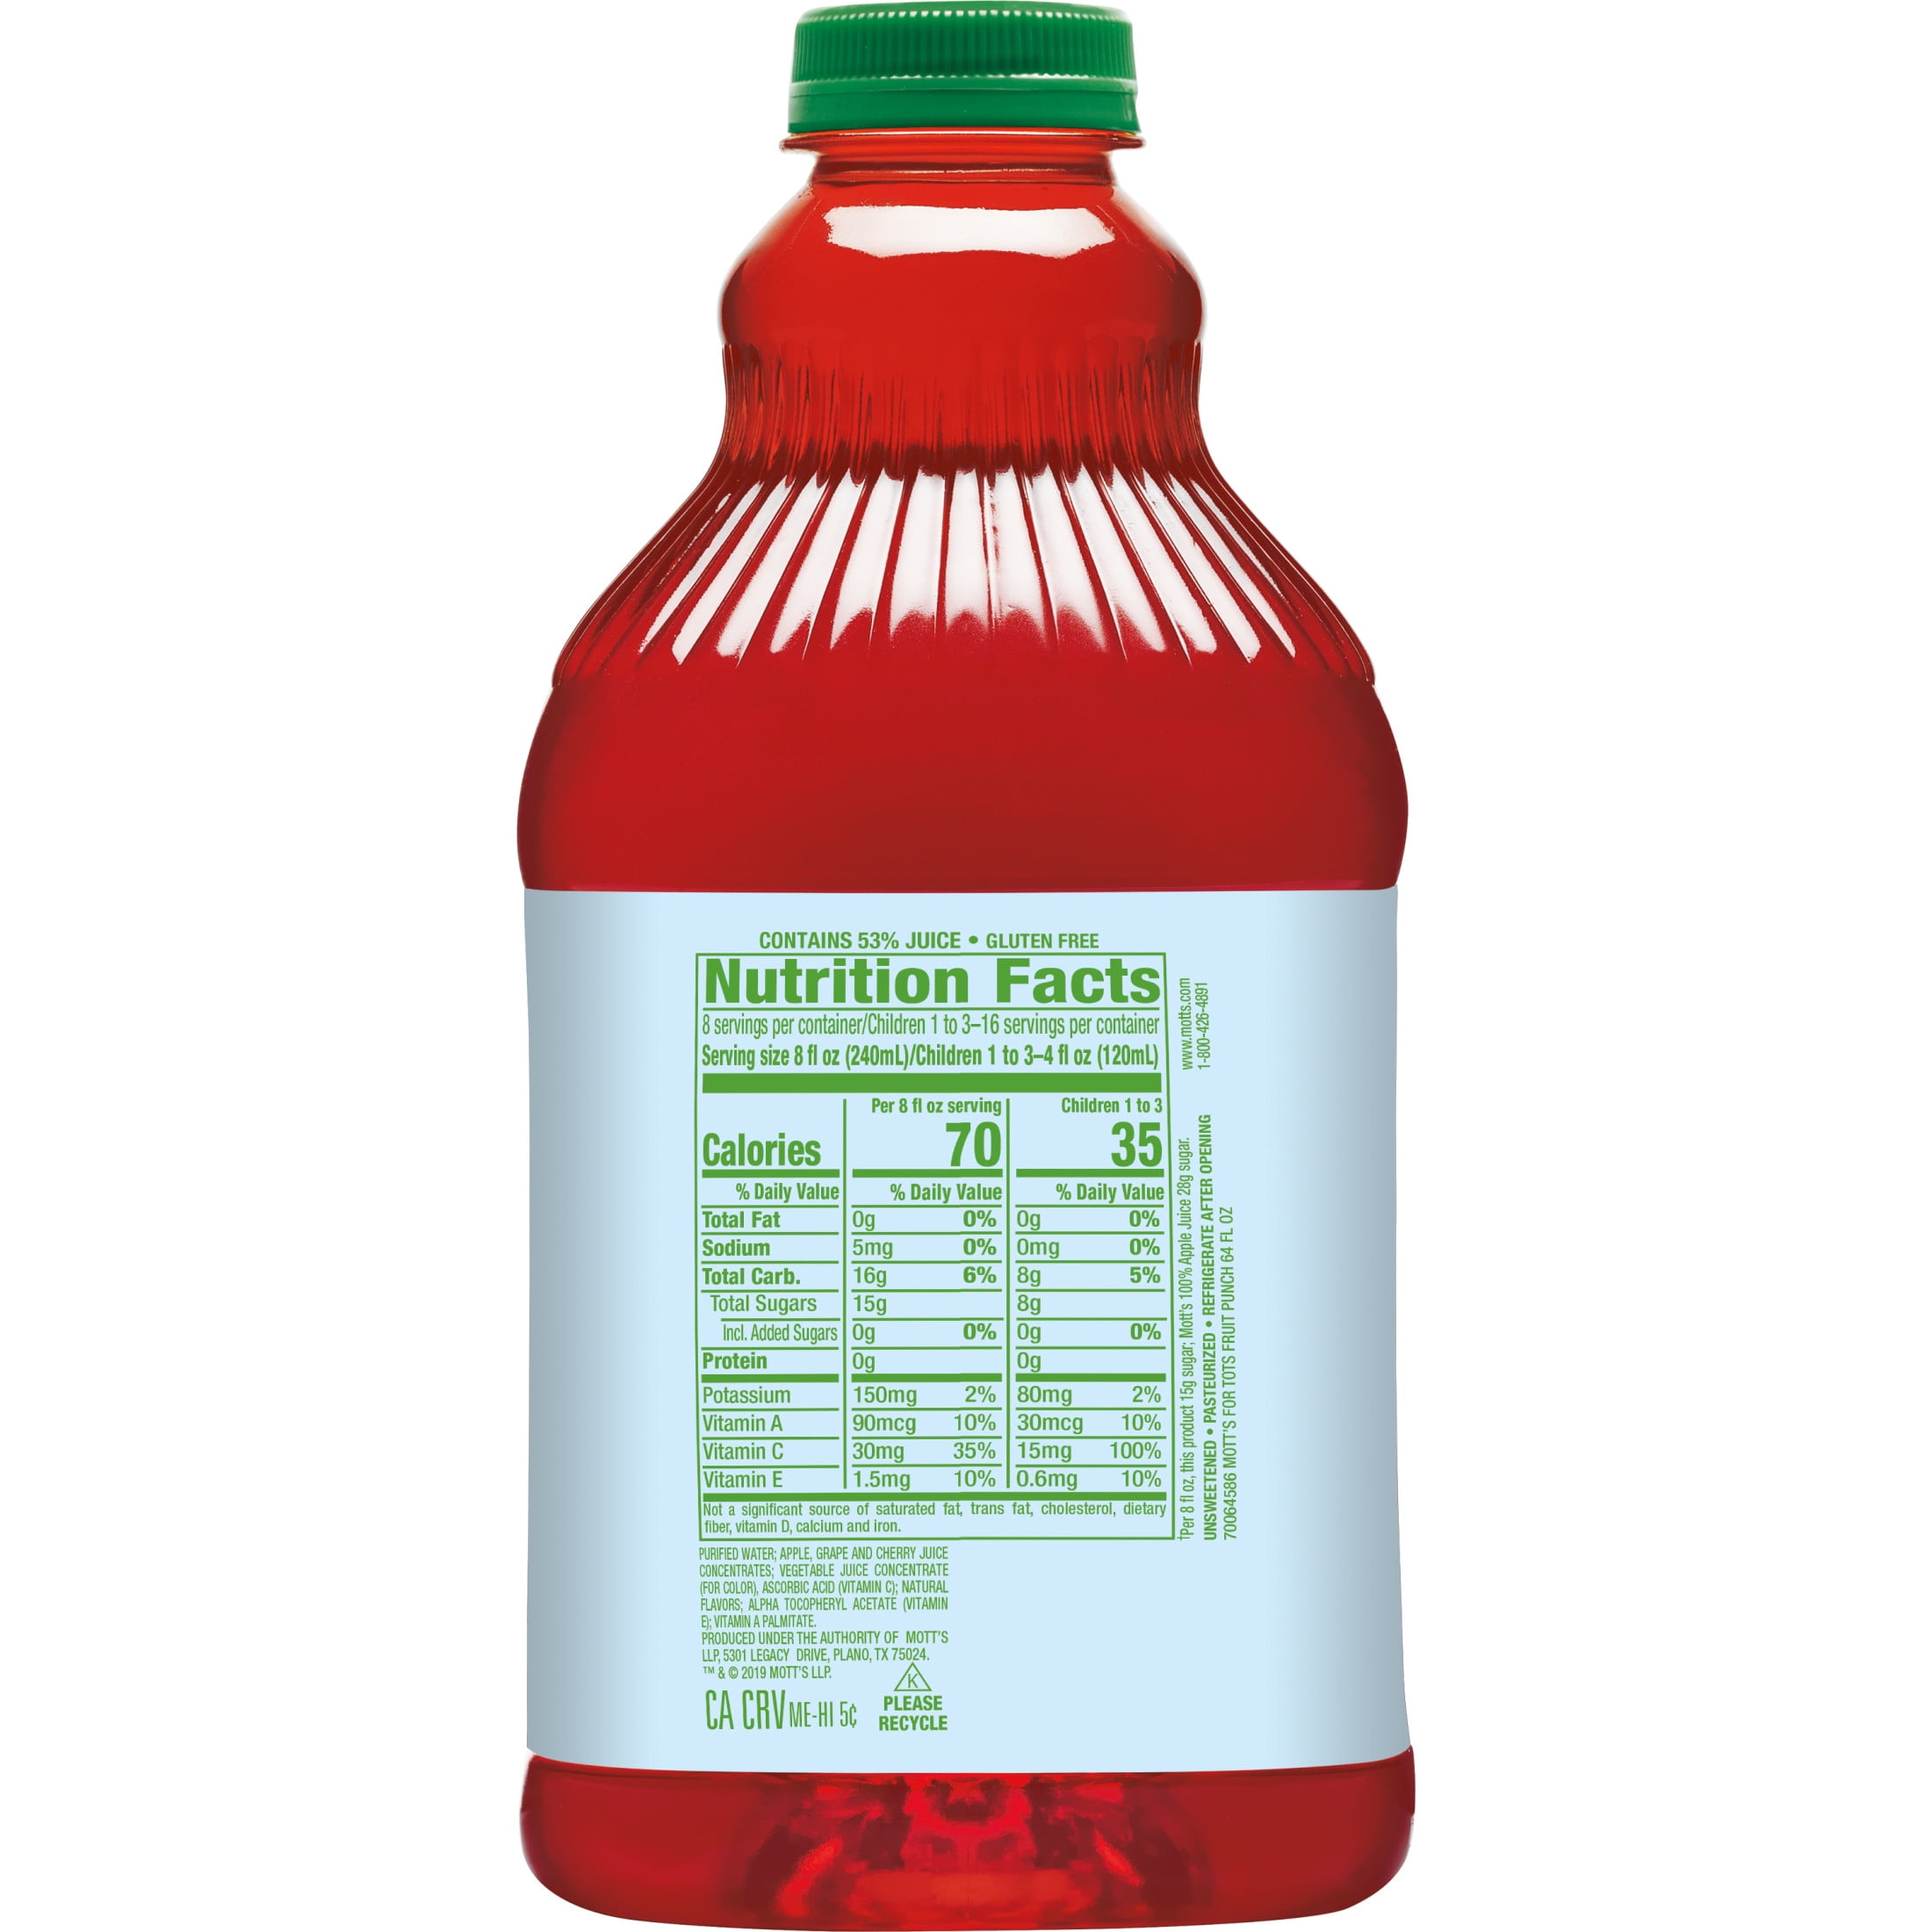 CONTAINS 53% JUICE • GLUTEN FREE
Nutrition Facts
8 servings per container/Children 1 to 3–16 servings per container
Serving size 8 fl oz (240mL)/Children 1 to 3–4 fl oz (120mL)
Per 8 fl oz serving Children 1 to 3
Calories 70 35
% Daily Value % Daily Value % Daily Value
Total Fat 0g 0% 0g 0%
Sodium 5mg 0% 0mg 0%
Total Carb. 16g 6% 8g 5%
Total Sugars 15g 8g
Incl. Added Sugars 0g 0% 0g 0%
Protein 0g 0g
Potassium 150mg 2% 80mg 2%
Vitamin A 90mcg 10% 30mcg 10%
Vitamin C 30mg 35% 15mg 100%
Vitamin E 1.5mg 10% 0.6mg 10%
Not a significant source of saturated fat, trans fat, cholesterol, dietary
fiber, vitamin D, calcium and iron.
PURIFIED WATER; APPLE, GRAPE AND CHERRY JUICE
CONCENTRATES; VEGETABLE JUICE CONCENTRATE
(FOR COLOR), ASCORBIC ACID (VITAMIN C); NATURAL
FLAVORS; ALPHA TOCOPHERYL ACETATE (VITAMIN
E); VITAMIN A PALMITATE.
PRODUCED UNDER THE AUTHORITY OF MOTT'S
LLP, 5301 LEGACY DRIVE, PLANO, TX 75024.
™ & © 2019 MOTT'S LLP.
K
CA CRV ME-HI 5¢
PLEASE
RECYCLE
†Per 8 fl oz, this product 15g sugar; Mott's 100% Apple Juice 28g sugar. www.motts.com
UNSWEETENED • PASTEURIZED • REFRIGERATE AFTER OPENING 1-800-426-4891
70064586 MOTT'S FOR TOTS FRUIT PUNCH 64 FL OZ